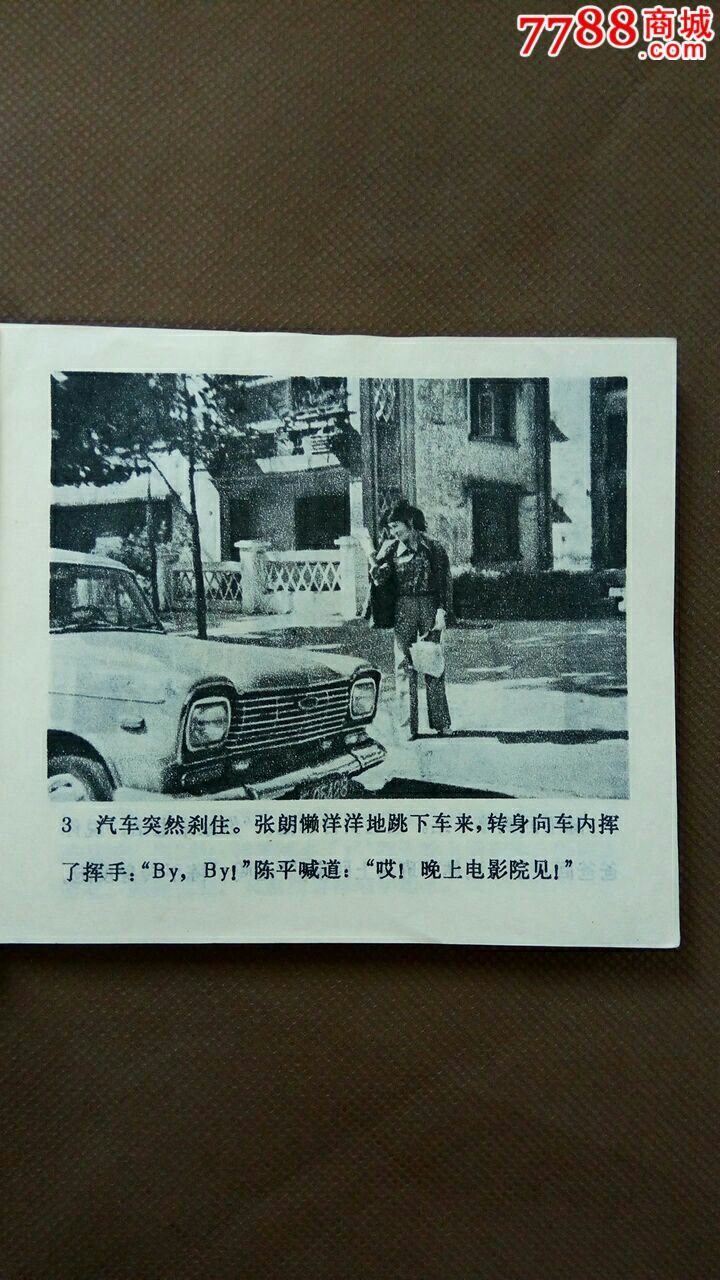 7788商城
.com
3 汽车突然刹住。张朗懒洋洋地跳下车来，转身向车内挥
了挥手：“By，By！”陈平喊道：“哎！晚上电影院见！”